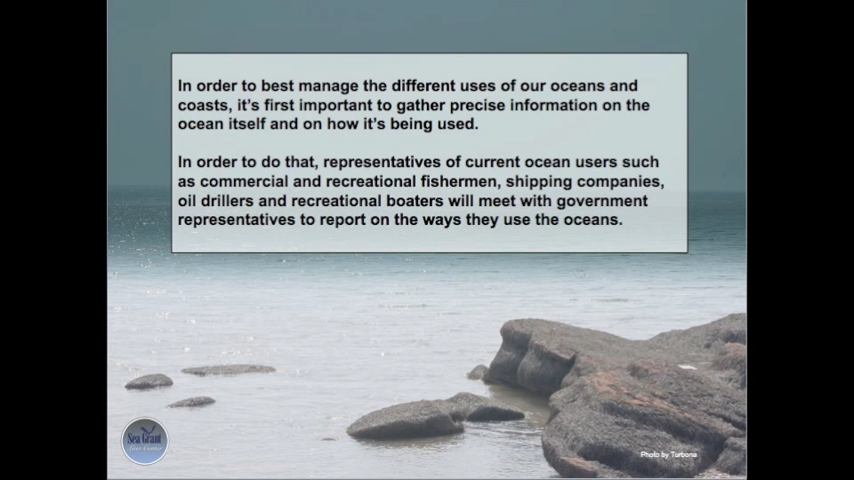 In order to best manage the different uses of our oceans and
coasts, it's first important to gather precise information on the
ocean itself and on how it's being used.
In order to do that, representatives of current ocean users such
as commercial and recreational fishermen, shipping companies,
oil drillers and recreational boaters will meet with government
representatives to report on the ways they use the oceans.
Sea Grant
Photo by Turbona